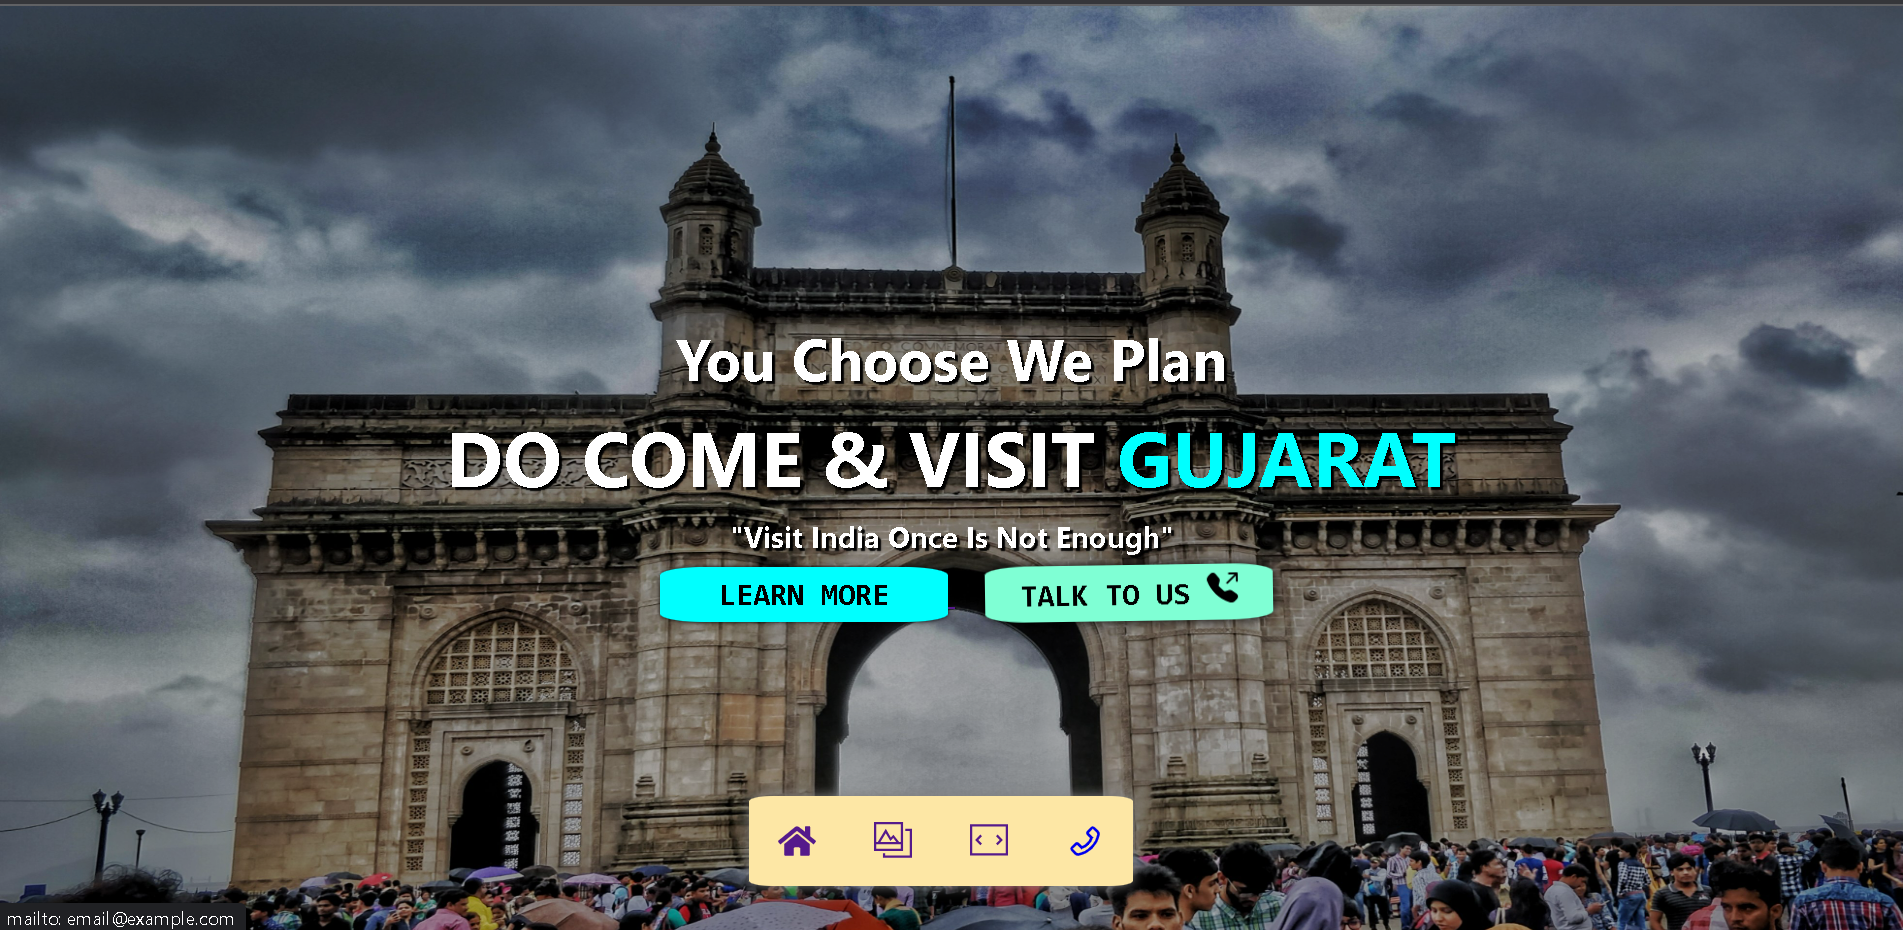 You Choose We Plan
DO COME & VISIT GUJARAT
"Visit India Once Is Not Enough"
LEARN MORE
TALK TO US
mailto: email@example.com